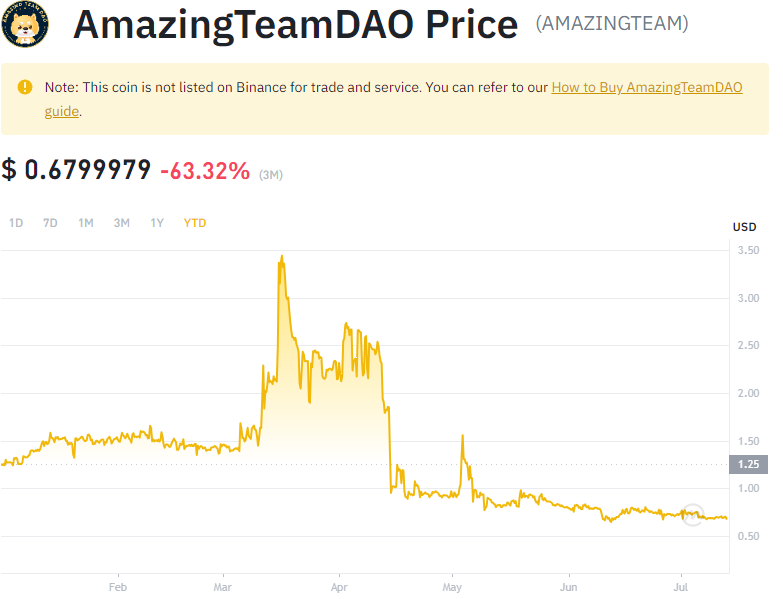 AMAZING TEAM DAO
AmazingTeamDAO Price (AMAZINGTEAM)
Note: This coin is not listed on Binance for trade and service. You can refer to our How to Buy AmazingTeamDAO
guide.
$ 0.6799979 -63.32% (3M)
1D 7D 1M 3M 1Y YTD
USD
3.50
3.00
2.50
2.00
1.50
1.25
1.00
0.50
Feb Mar Apr May Jun Jul